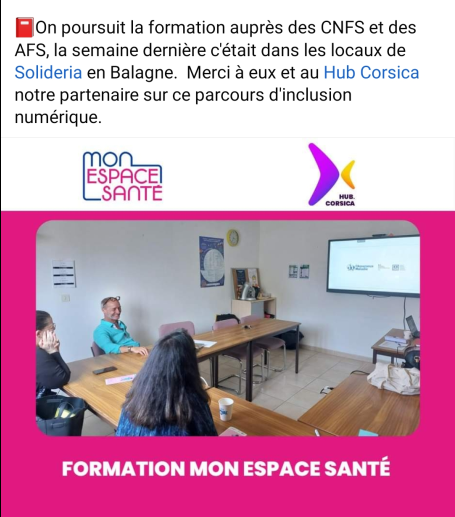 📕On poursuit la formation auprès des CNFS et des
AFS, la semaine dernière c'était dans les locaux de
Solideria en Balagne.  Merci à eux et au Hub Corsica
notre partenaire sur ce parcours d'inclusion
numérique.
mon
ESPACE
SANTÉ
HUB.
CORSICA
FORMATION MON ESPACE SANTÉ